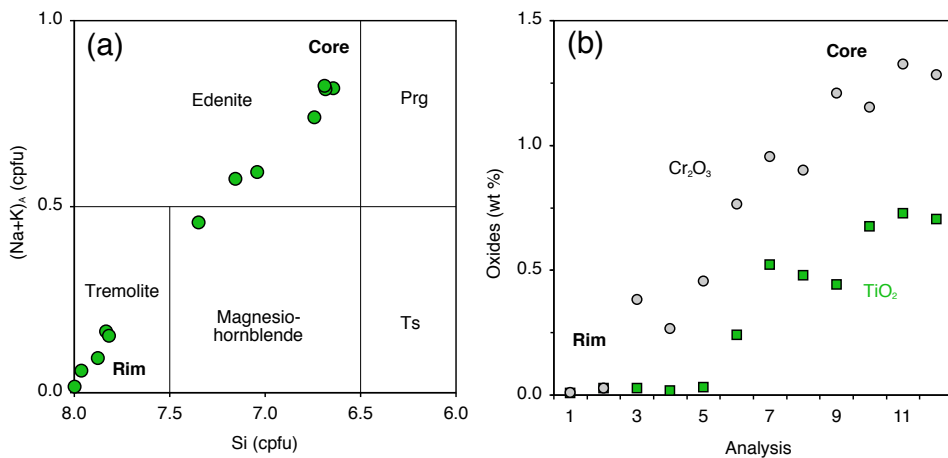 (a)
Core
Edenite
Prg
Tremolite
Magnesio-
hornblende
Ts
Rim
1.0
0.5
0.0
(Na+K)A (cpfu)
8.0 7.5 7.0 6.5 6.0
Si (cpfu)
(b)
Core
Cr2O3
TiO2
Rim
1.5
1.0
0.5
0.0
Oxides (wt %)
1 3 5 7 9 11
Analysis